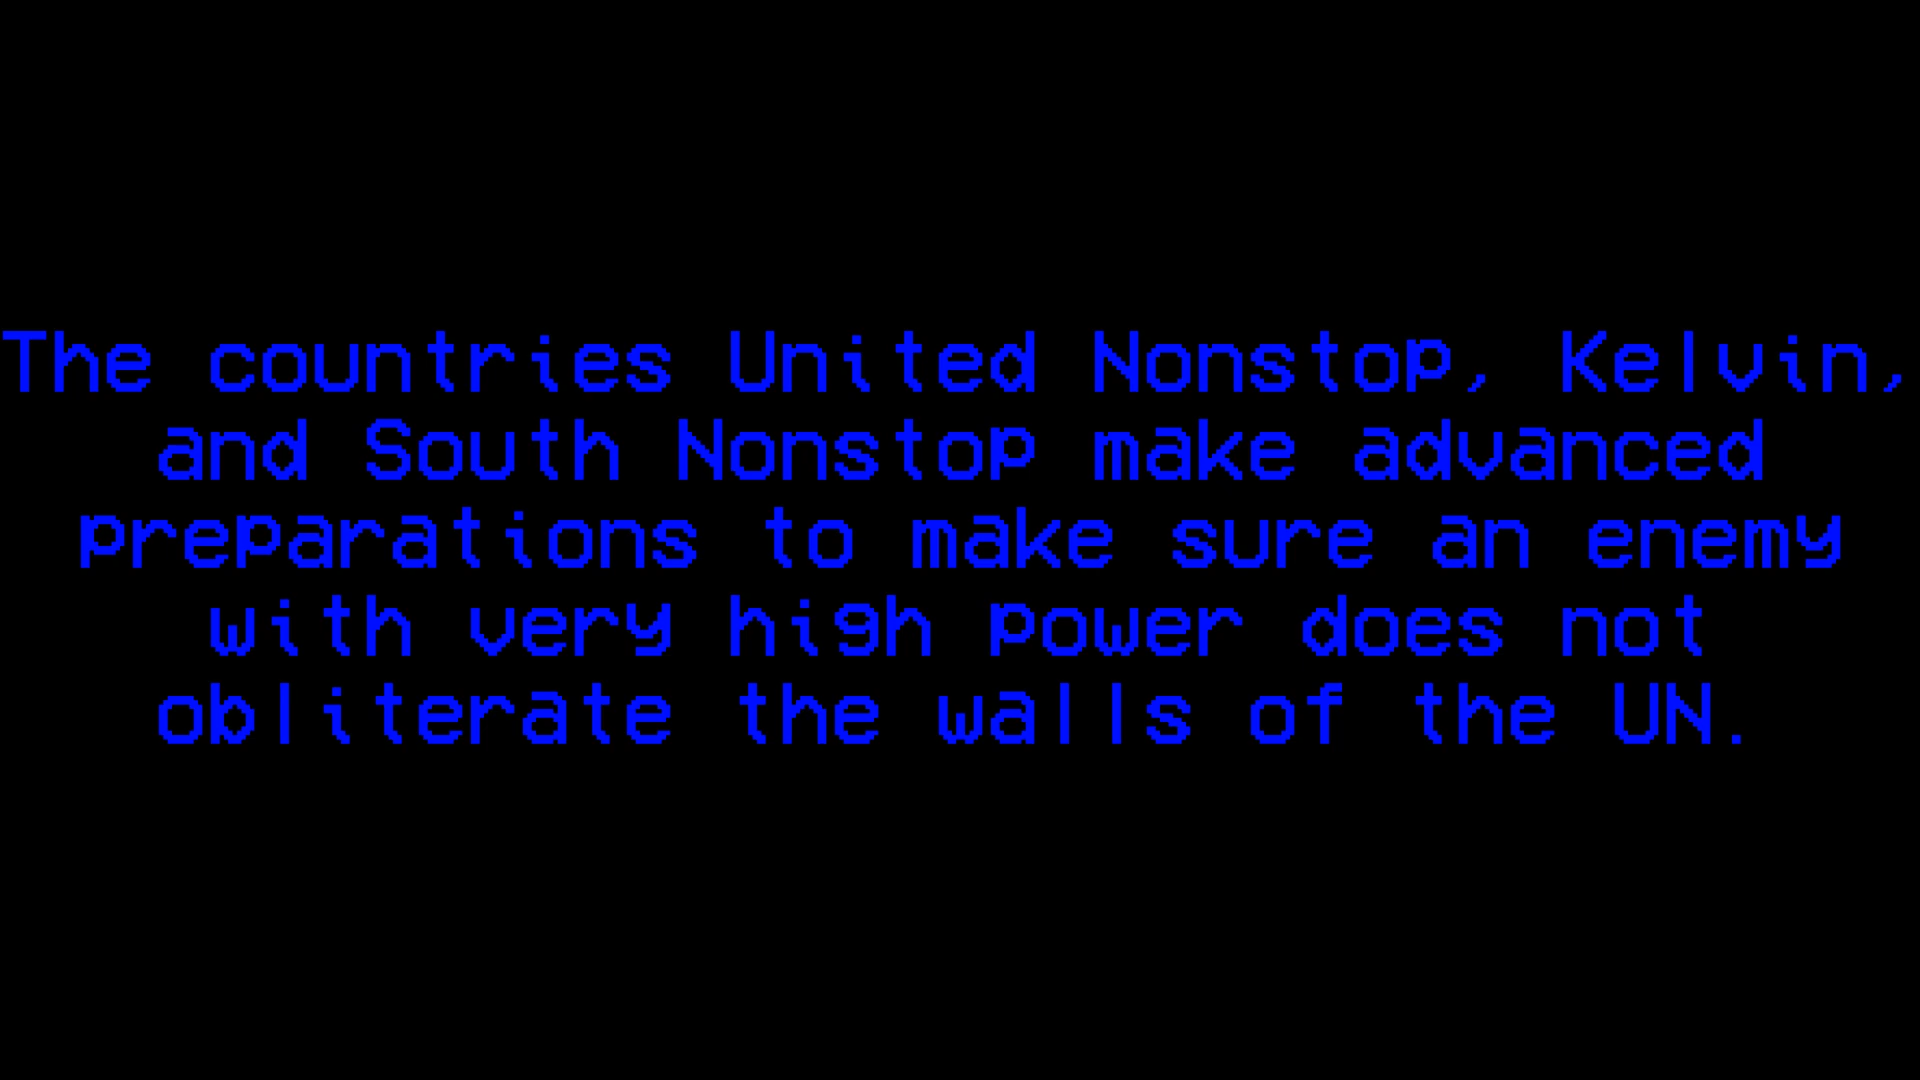 The countries United Nonstop, Kelvin,
and South Nonstop make advanced
preparations to make sure an enemy
with very high power does not
obliterate the walls of the UN.